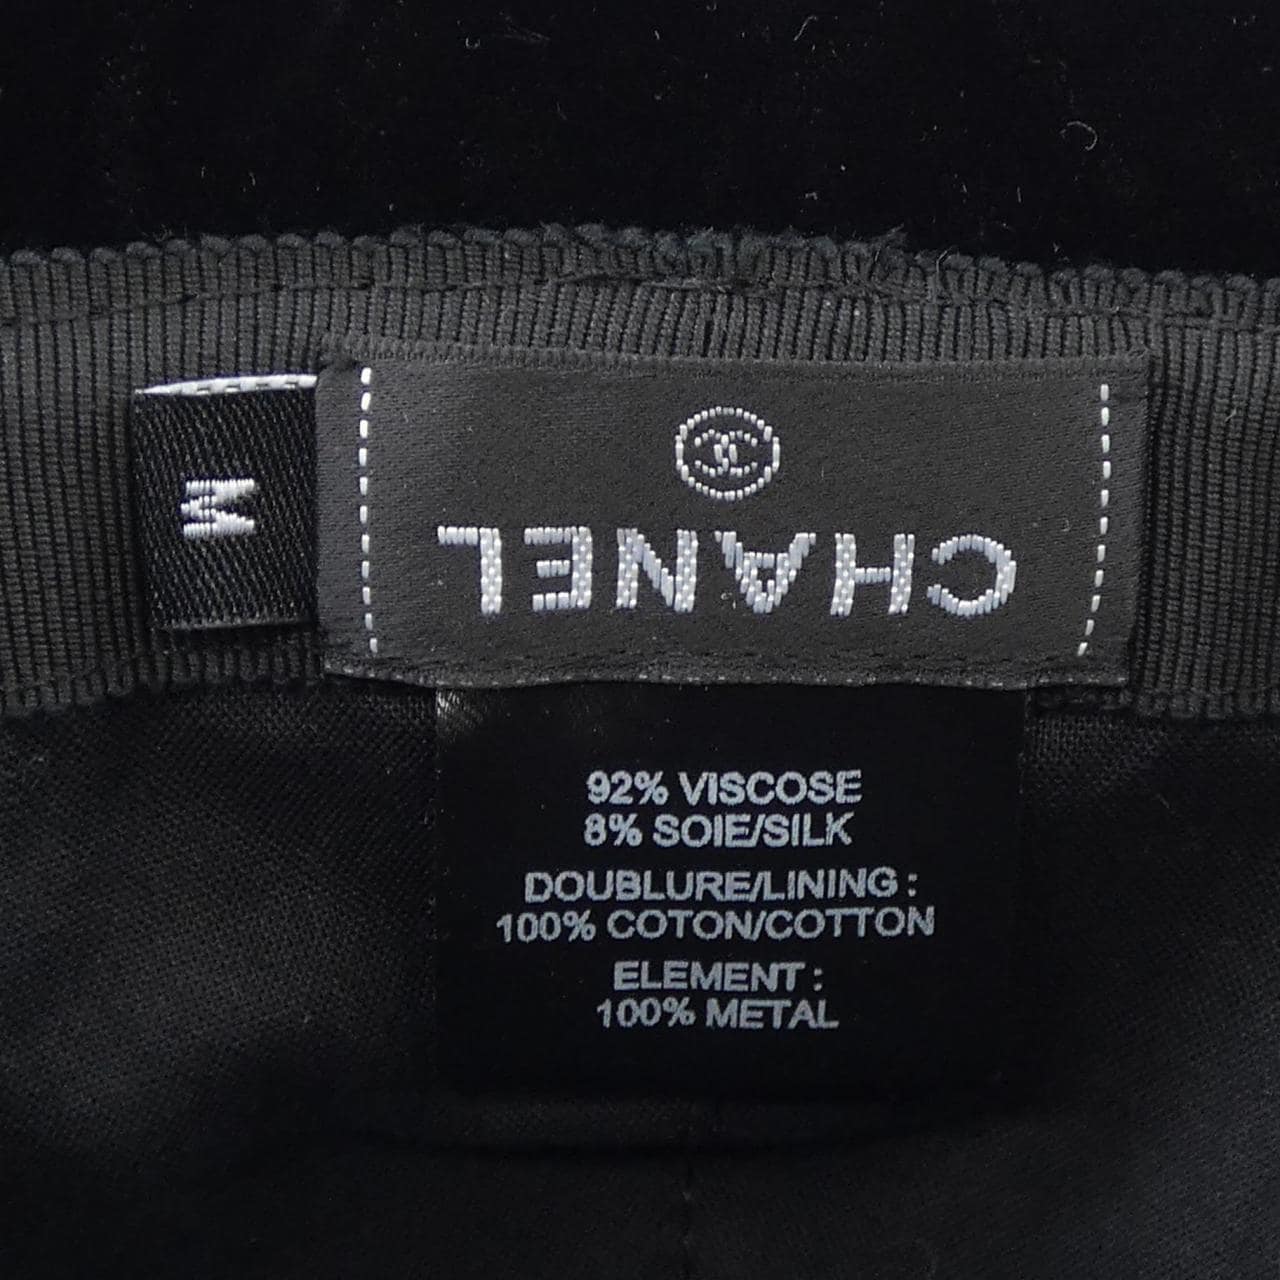 CHANEL
M
92% VISCOSE
8% SOIE/SILK
DOUBLURE/LINING :
100% COTON/COTTON
ELEMENT :
100% METAL